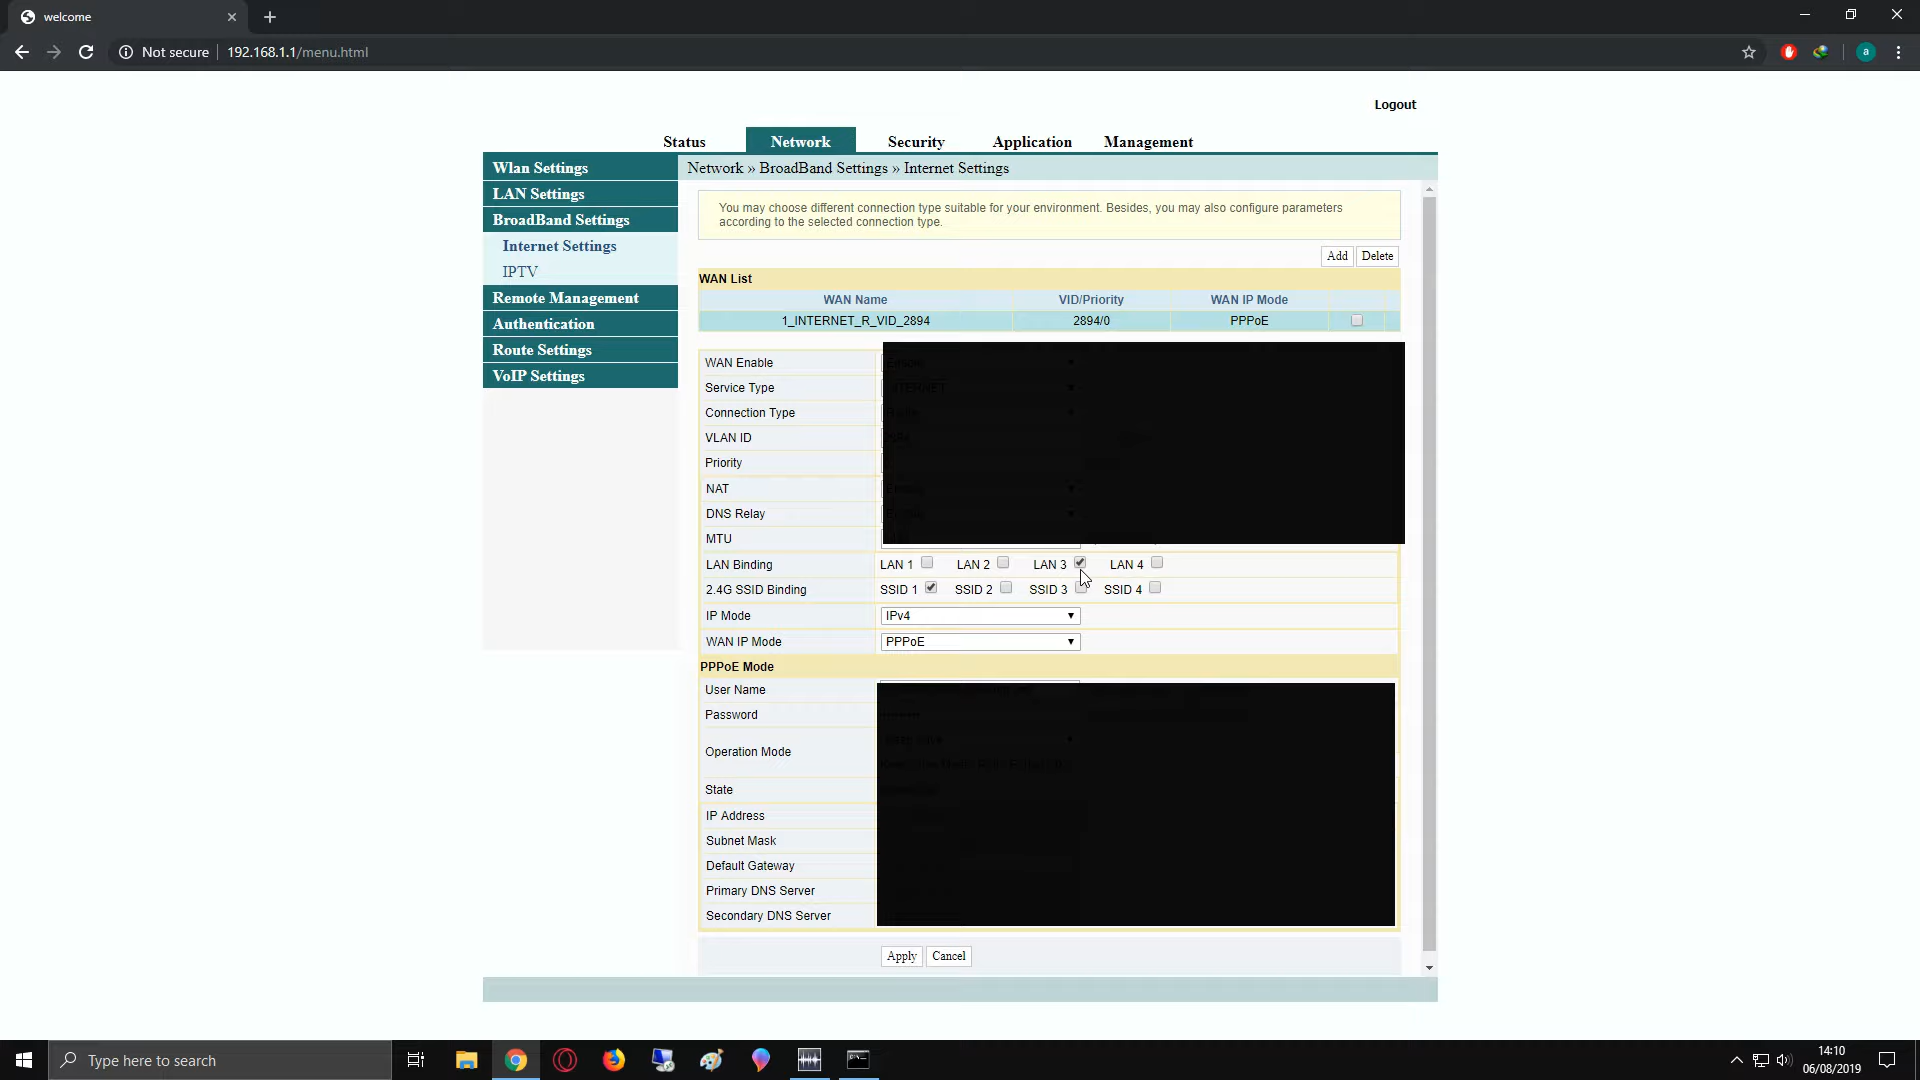 welcome
Not secure 192.168.1.1/menu.html
a
Logout
Status Network Security Application Management
Wlan Settings
LAN Settings
BroadBand Settings
Internet Settings
IPTV
Remote Management
Authentication
Route Settings
VoIP Settings
Network » BroadBand Settings » Internet Settings
You may choose different connection type suitable for your environment. Besides, you may also configure parameters
according to the selected connection type.
Add Delete
WAN List
WAN Name VID/Priority WAN IP Mode
1_INTERNET_R_VID_2894 2894/0 PPPoE
WAN Enable
Service Type
Connection Type
VLAN ID
Priority
NAT
DNS Relay
MTU
LAN Binding LAN 1 LAN 2 LAN 3 LAN 4
2.4G SSID Binding SSID 1 SSID 2 SSID 3 SSID 4
IP Mode IPv4
WAN IP Mode PPPoE
PPPoE Mode
User Name
Password
Operation Mode
State
IP Address
Subnet Mask
Default Gateway
Primary DNS Server
Secondary DNS Server
Apply Cancel
Type here to search
14:10
06/08/2019